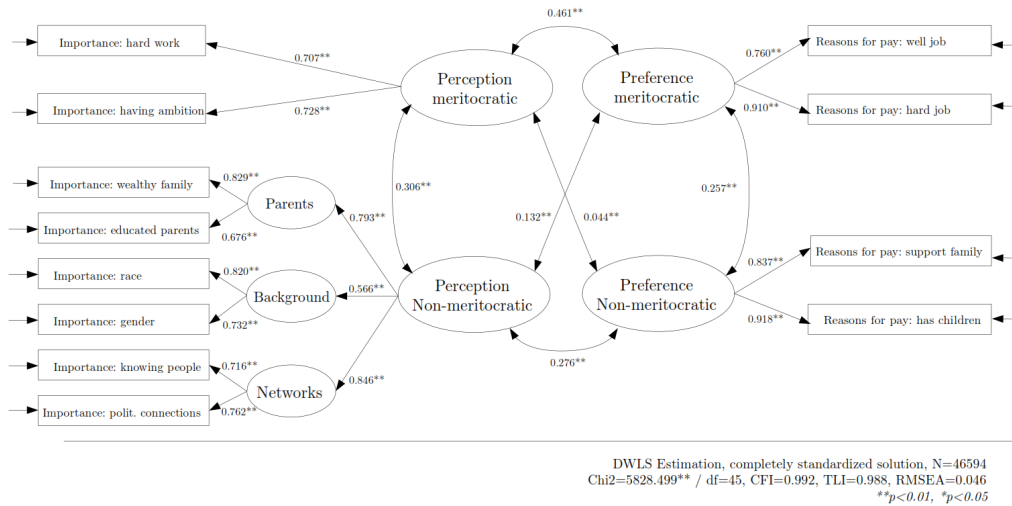 0.461**
Importance: hard work
0.707**
Perception
meritocratic
Preference
meritocratic
0.760**
Reasons for pay: well job
Importance: having ambition
0.728**
0.910**
Reasons for pay: hard job
Importance: wealthy family
0.829**
Parents
0.306**
0.257**
Importance: educated parents
0.676**
0.793**
0.132**
0.044**
Importance: race
0.820**
Background
0.566**
Perception
Non-meritocratic
Preference
Non-meritocratic
0.837**
Reasons for pay: support family
Importance: gender
0.732**
0.918**
Reasons for pay: has children
Importance: knowing people
0.716**
Networks
0.846**
0.276**
Importance: polit. connections
0.762**
DWLS Estimation, completely standardized solution, N=46594
Chi2=5828.499** / df=45, CFI=0.992, TLI=0.988, RMSEA=0.046
**p<0.01, *p<0.05